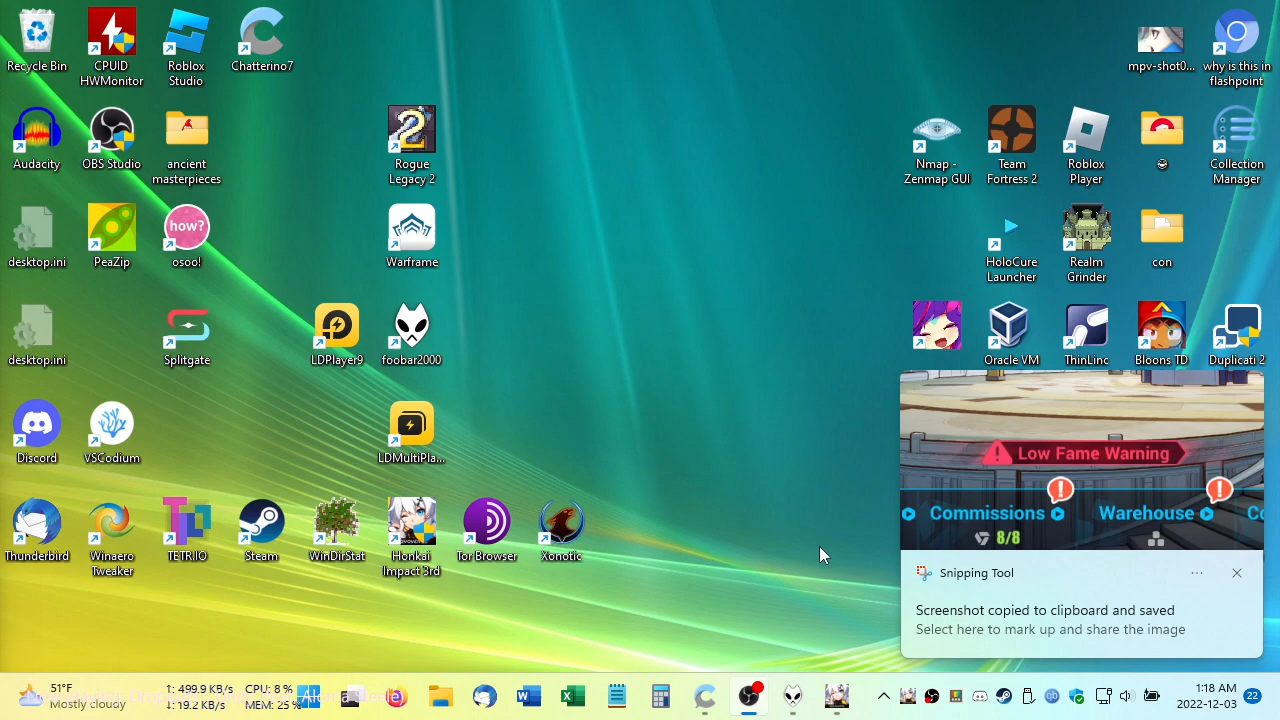 Recycle Bin
CPUID
HWMonitor
Roblox
Studio
Chatterino7
mpv-shot0...
why is this in
flashpoint
Audacity
OBS Studio
ancient
masterpieces
Rogue
Legacy 2
Nmap -
Zenmap GUI
Team
Fortress 2
Roblox
Player
Collection
Manager
desktop.ini
PeaZip
how?
osoo!
Warframe
HoloCure
Launcher
Realm
Grinder
con
desktop.ini
Splitgate
LDPlayer9
foobar2000
Oracle VM
ThinLinc
Bloons TD
Duplicati 2
Discord
VSCodium
LDMultiPla...
Low Fame Warning
Commissions
Warehouse
8/8
Thunderbird
Winaero
Tweaker
TETR.IO
Steam
WinDirStat
Honkai
Impact 3rd
Tor Browser
Xonotic
Snipping Tool
Screenshot copied to clipboard and saved
Select here to mark up and share the image
51°F
Mostly cloudy
↑: 499.9 KB/s
↓: 19.2 KB/s
CPU: 8 %
MEM: 25 %
1:18 AM
2022-12-03
22